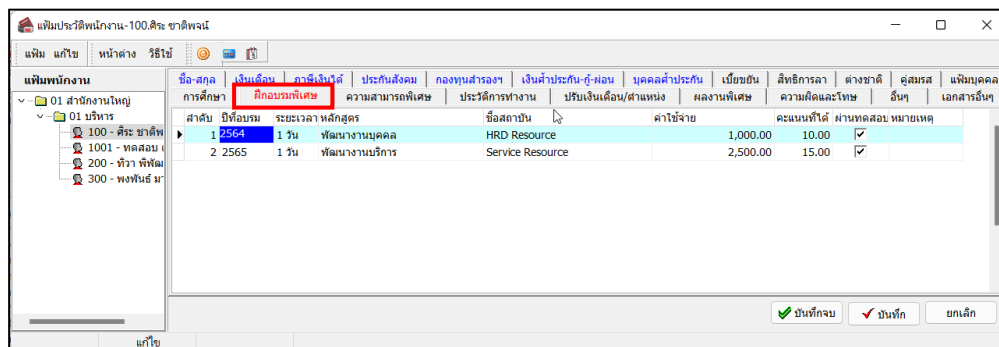 แฟ้มประวัติพนักงาน-100.ศิระ ชาติพจน์
แฟ้ม แก้ไข หน้าต่าง วิธีใช้
แฟ้มพนักงาน
01 สำนักงานใหญ่
01 บริหาร
100 - ศิระ ชาติพ
1001 - ทดสอบ
200 - ทิวา พิพัฒ
300 - พงพันธ์ ม
ชื่อ-สกุล เงินเดือน ภาษีเงินได้ ประกันสังคม กองทุนสำรองฯ เงินค้ำประกัน-กู้-ผ่อน บุคคลค้ำประกัน เบี้ยขยัน สิทธิการลา ต่างชาติ คู่สมรส แฟ้มบุคคล
การศึกษา ฝึกอบรมพิเศษ ความสามารถพิเศษ ประวัติการทำงาน ปรับเงินเดือน/ตำแหน่ง ผลงานพิเศษ ความผิดและโทษ อื่นๆ เอกสารอื่นๆ
ลำดับ ปีที่อบรม ระยะเวลา หลักสูตร ชื่อสถาบัน ค่าใช้จ่าย คะแนนที่ได้ ผ่านทดสอบ หมายเหตุ
1 2564 1 วัน พัฒนางานบุคคล HRD Resource 1,000.00 10.00
2 2565 1 วัน พัฒนางานบริการ Service Resource 2,500.00 15.00
บันทึกจบ บันทึก ยกเลิก
แก้ไข